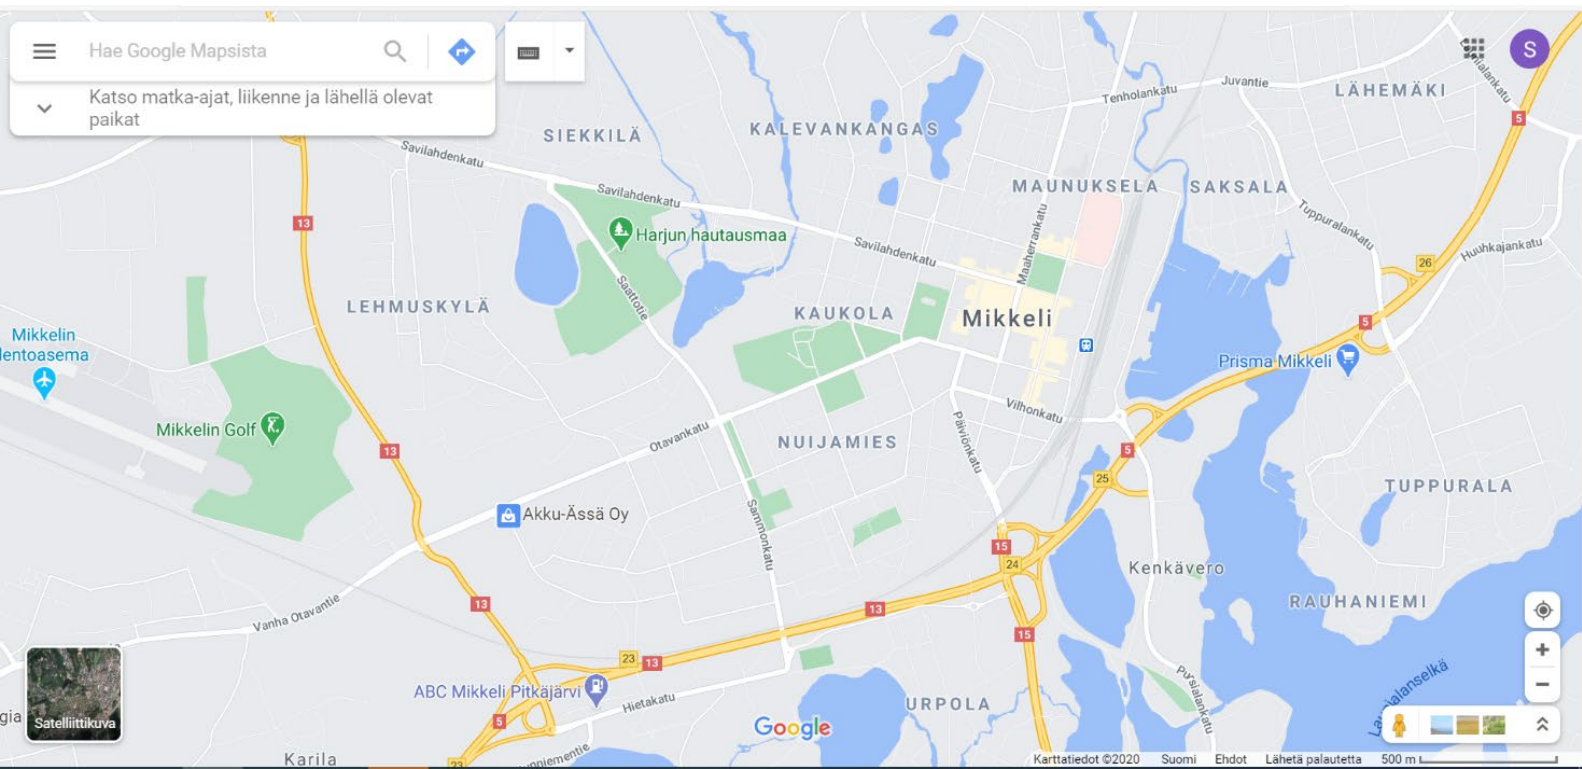 Hae Google Mapsista
Katso matka-ajat, liikenne ja lähellä olevat
paikat
S
SIEKKILÄ
KALEVANKANGAS
Tenholankatu
Juvantie
LÄHEMÄKI
5
Savilahdenkatu
Savilahdenkatu
MAUNUKSELA
SAKSALA
13
Harjun hautausmaa
Savilahdenkatu
Maaherrankatu
Tuppuralankatu
Huuhkajankatu
26
LEHMUSKYLÄ
Saattotie
KAUKOLA
Mikkeli
5
Mikkelin
lentoasema
Prisma Mikkeli
Mikkelin Golf
13
Otavankatu
NUIJAMIES
Päiviönkatu
Vilhonkatu
5
25
TUPPURALA
Akku-Ässä Oy
Sammonkatu
15
24
Kenkävero
13
13
RAUHANIEMI
Vanha Otavantie
15
23
13
ABC Mikkeli Pitkäjärvi
Hietakatu
5
URPOLA
Pursialankatu
Satelliittikuva
Google
Karila
23
Karttatiedot ©2020 Suomi Ehdot Lähetä palautetta 500 m